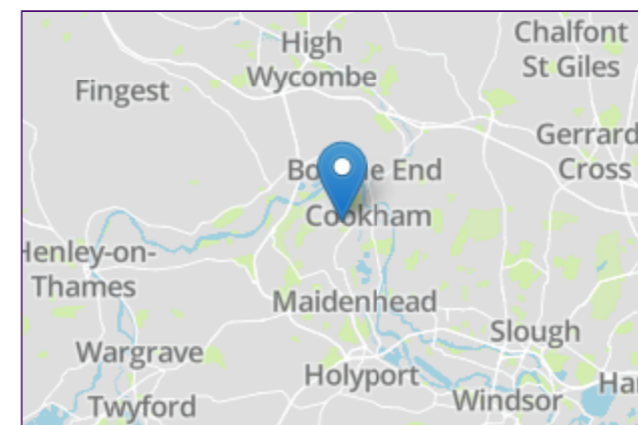 Chalfont
St Giles
High
Wycombe
Fingest
Gerrard
Cross
End
Cookham
Henley-on-
Thames
Maidenhead
Slough
Wargrave
Holyport
Windsor
Twyford